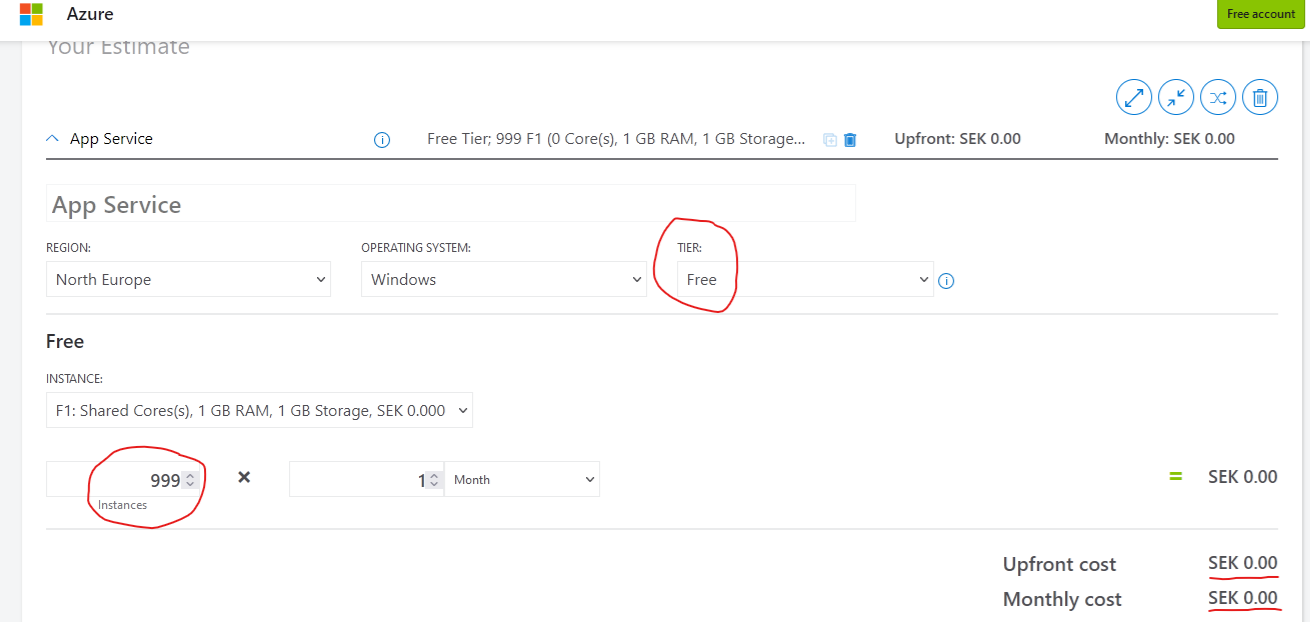 Azure
Free account
Your Estimate
App Service
Free Tier; 999 F1 (0 Core(s), 1 GB RAM, 1 GB Storage...
Upfront: SEK 0.00
Monthly: SEK 0.00
App Service
REGION:
OPERATING SYSTEM:
TIER:
North Europe
Windows
Free
Free
INSTANCE:
F1: Shared Cores(s), 1 GB RAM, 1 GB Storage, SEK 0.000
999
1
Month
= SEK 0.00
Instances
Upfront cost SEK 0.00
Monthly cost SEK 0.00